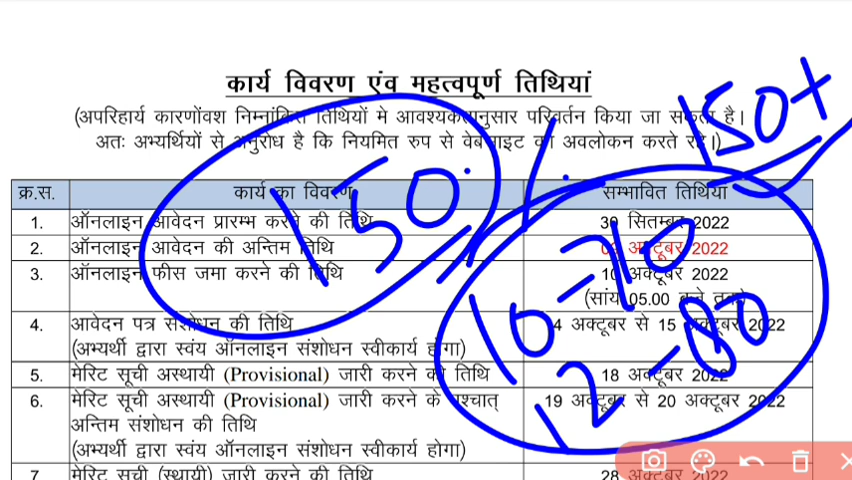 कार्य विवरण एंव महत्वपूर्ण तिथियां
(अपरिहार्य कारणोंवश निम्नांकित तिथियों मे आवश्यकतानुसार परिवर्तन किया जा सकता है।
अतः अभ्यर्थियों से अनुरोध है कि नियमित रुप से वेबसाइट का अवलोकन करते रहे।)
150+
150%
क्र.स. कार्य का विवरण सम्भावित तिथियां
1. ऑनलाइन आवेदन प्रारम्भ करने की तिथि 30 सितम्बर 2022
2. ऑनलाइन आवेदन की अन्तिम तिथि अक्टूबर 2022
3. ऑनलाइन फीस जमा करने की तिथि 10 अक्टूबर 2022
(सांय 05.00 बजे तक)
10-70
12-80
4. आवेदन पत्र संशोधन की तिथि अक्टूबर से 15 अक्टूबर 2022
(अभ्यर्थी द्वारा स्वंय ऑनलाइन संशोधन स्वीकार्य होगा)
5. मेरिट सूची अस्थायी (Provisional) जारी करने की तिथि 18 अक्टूबर 2022
6. मेरिट सूची अस्थायी (Provisional) जारी करने के पश्चात् 19 अक्टूबर से 20 अक्टूबर 2022
अन्तिम संशोधन की तिथि
(अभ्यर्थी द्वारा स्वंय ऑनलाइन संशोधन स्वीकार्य होगा)
7. मेरिट सूची (स्थायी) जारी करने की तिथि 28 अक्टूबर 2022